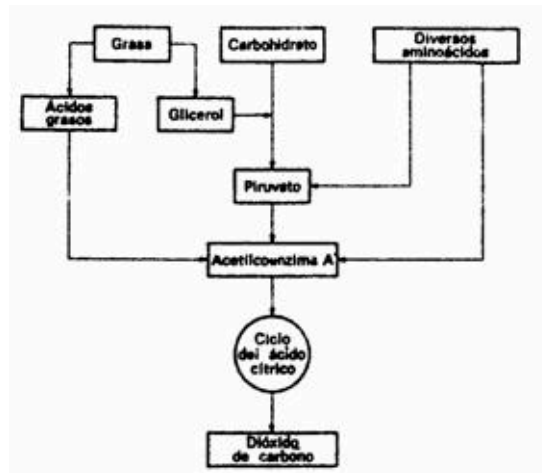 Grasa
Carbohidrato
Diversos
aminoácidos
Ácidos
grasos
Glicerol
Piruvato
Acetilcoenzima A
Ciclo
del ácido
cítrico
Dióxido
de carbono